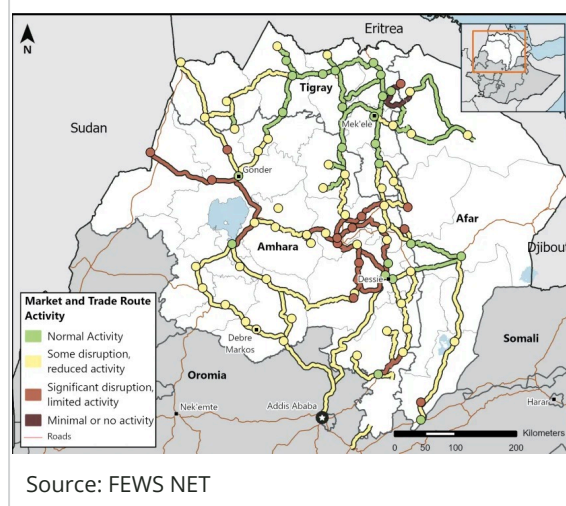 N
Eritrea
Sudan
Tigray
Mek'ele
Gonder
Afar
Amhara
Djibout
Dessie
Market and Trade Route
Activity
Normal Activity
Some disruption,
reduced activity
Significant disruption,
limited activity
Minimal or no activity
Roads
Debre
Markos
Somali
Oromia
Nek'emte
Addis Ababa
Harar
Kilometers
0 50 100 200
Source: FEWS NET